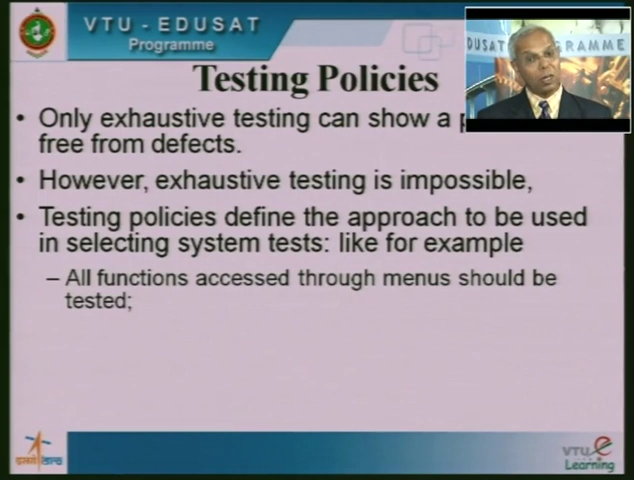 VTU - EDUSAT
Programme
EDUSAT PROGRAMME
Testing Policies
• Only exhaustive testing can show a
free from defects.
• However, exhaustive testing is impossible,
• Testing policies define the approach to be used
in selecting system tests: like for example
– All functions accessed through menus should be
tested;
VTU
e
Learning